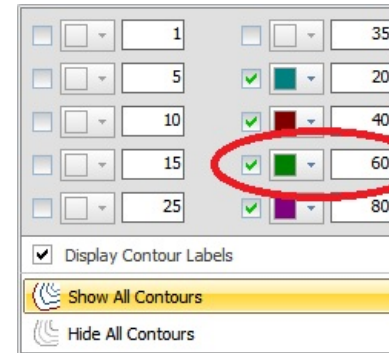 1 35
5 20
10 40
15 60
25 80
Display Contour Labels
Show All Contours
Hide All Contours